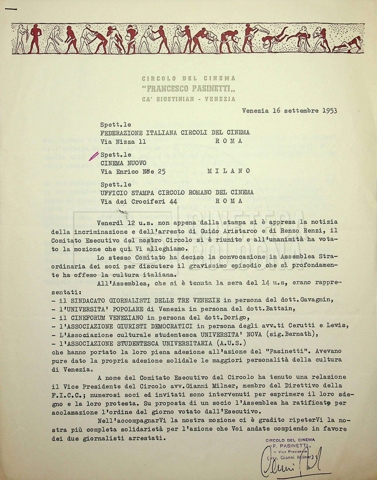 CIRCOLO DEL CINEMA
"FRANCESCO PASINETTI"
CA' GIUSTINIAN - VENEZIA
Venezia 16 settembre 1953
Spett.le
FEDERAZIONE ITALIANA CIRCOLI DEL CINEMA
Via Nizza 11 R O M A
Spett.le
CINEMA NUOVO
Via Enrico Nöe 25 M I L A N O
Spett.le
UFFICIO STAMPA CIRCOLO ROMANO DEL CINEMA
Via dei Crociferi 44 R O M A
Venerdì 12 u.s. non appena dalla stampa si è appresa la notizia
della incriminazione e dell'arresto di Guido Aristarco e di Renzo Renzi, il
Comitato Esecutivo del nostro Circolo si è riunito e all'umanimità ha vota-
to la mozione che qui Vi alleghiamo.
Lo stesso Comitato ha deciso la convocazione in Assemblea Stra-
ordinaria dei soci per discutere il gravissimo episodio che sì profondamen-
te ha offeso la cultura italiana.
All'Assemblea, che si è tenuta la sera del 14 u.s, erano rappre-
sentati:
- il SINDACATO GIORNALISTI DELLE TRE VENEZIE in persona del dott.Gavagnin,
- l'UNIVERSITA' POPOLARE di Venezia in persona del dott.Battain,
- il CINEFORUM VENEZIANO in persona del dott.Dorigo,
- l'ASSOCIAZIONE GIURISTI DEMOCRATICI in persona degli avv.ti Cerutti e Levis,
- l'Associazione culturale studentesca UNIVERSITA' NOVA (sig.Bernath),
- l'ASSOCIAZIONE STUDENTESCA UNIVERSITARIA (A.U.S.)
che hanno portato la loro piena adesione all'azione del "Pasinetti". Avevano
pure dato la propria adesione solidale le maggiori personalità della cultura
di Venezia.
A nome del Comitato Esecutivo del Circolo ha tenuto una relazione
il Vice Presidente del Circolo avv.Gianni Milner, membro del Direttivo della
F.I.C.C.; numerosi soci ed invitati sono intervenuti per esprimere il loro sde-
gno e la loro protesta. Su proposta di un socio l'Assemblea ha ratificato per
acclamazione l'ordine del giorno votato dall'Esecutivo.
Nell'accompagnarVi la nostra mozione ci è gradito ripeterVi la no-
stra più completa solidarietà per l'azione che Voi andate compiendo in favore
dei due giornalisti arrestati.
CIRCOLO DEL CINEMA
"F. PASINETTI"
Il Vice Presidente